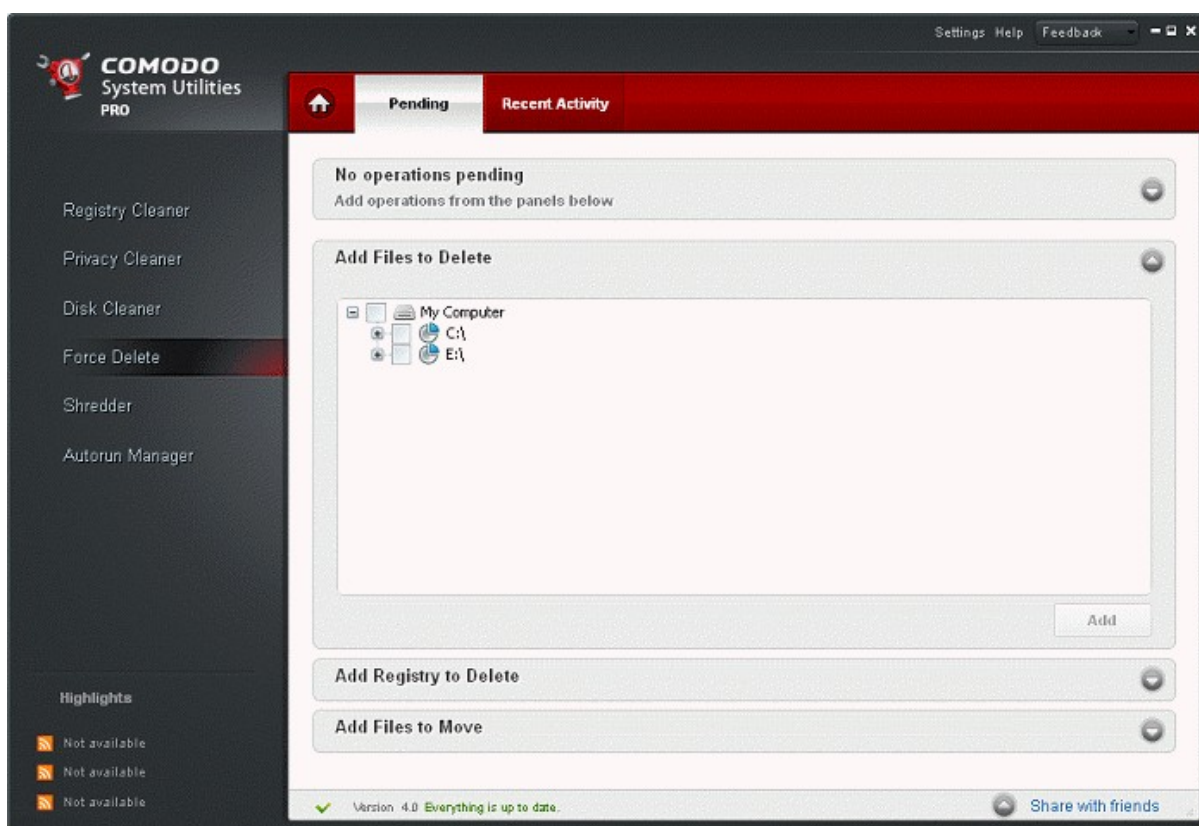 Settings Help Feedback
COMODO
System Utilities
PRO
Pending Recent Activity
No operations pending
Add operations from the panels below
Registry Cleaner
Privacy Cleaner
Disk Cleaner
Force Delete
Shredder
Autorun Manager
Add Files to Delete
My Computer
C:\
E:\
Add
Add Registry to Delete
Add Files to Move
Highlights
Not available
Not available
Not available
Version 4.0 Everything is up to date.
Share with friends